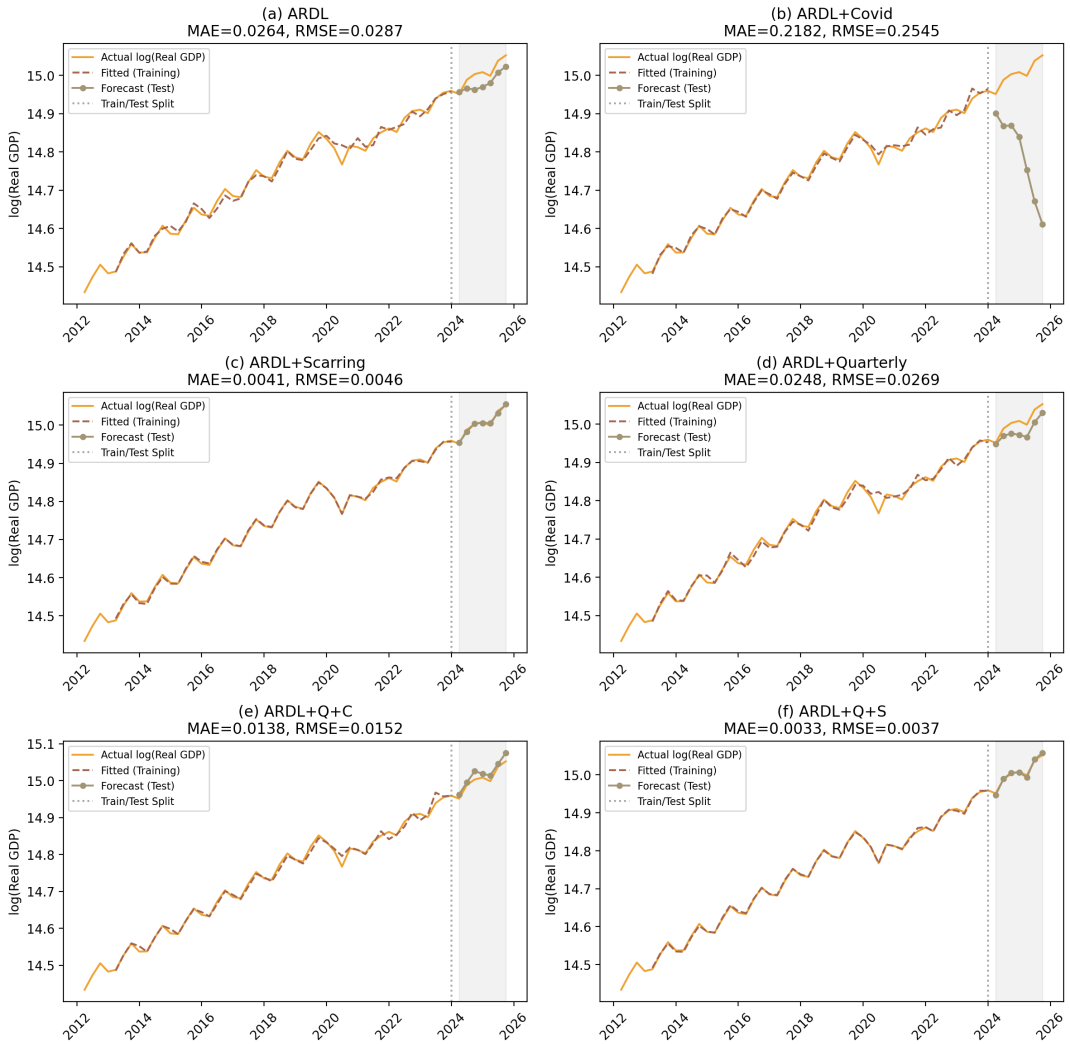 (a) ARDL
MAE=0.0264, RMSE=0.0287
log(Real GDP)
15.0
14.9
14.8
14.7
14.6
14.5
Actual log(Real GDP)
Fitted (Training)
Forecast (Test)
Train/Test Split
2012
2014
2016
2018
2020
2022
2024
2026
(b) ARDL+Covid
MAE=0.2182, RMSE=0.2545
log(Real GDP)
15.0
14.9
14.8
14.7
14.6
14.5
Actual log(Real GDP)
Fitted (Training)
Forecast (Test)
Train/Test Split
2012
2014
2016
2018
2020
2022
2024
2026
(c) ARDL+Scarring
MAE=0.0041, RMSE=0.0046
log(Real GDP)
15.0
14.9
14.8
14.7
14.6
14.5
Actual log(Real GDP)
Fitted (Training)
Forecast (Test)
Train/Test Split
2012
2014
2016
2018
2020
2022
2024
2026
(d) ARDL+Quarterly
MAE=0.0248, RMSE=0.0269
log(Real GDP)
15.0
14.9
14.8
14.7
14.6
14.5
Actual log(Real GDP)
Fitted (Training)
Forecast (Test)
Train/Test Split
2012
2014
2016
2018
2020
2022
2024
2026
(e) ARDL+Q+C
MAE=0.0138, RMSE=0.0152
log(Real GDP)
15.1
15.0
14.9
14.8
14.7
14.6
14.5
Actual log(Real GDP)
Fitted (Training)
Forecast (Test)
Train/Test Split
2012
2014
2016
2018
2020
2022
2024
2026
(f) ARDL+Q+S
MAE=0.0033, RMSE=0.0037
log(Real GDP)
15.0
14.9
14.8
14.7
14.6
14.5
Actual log(Real GDP)
Fitted (Training)
Forecast (Test)
Train/Test Split
2012
2014
2016
2018
2020
2022
2024
2026